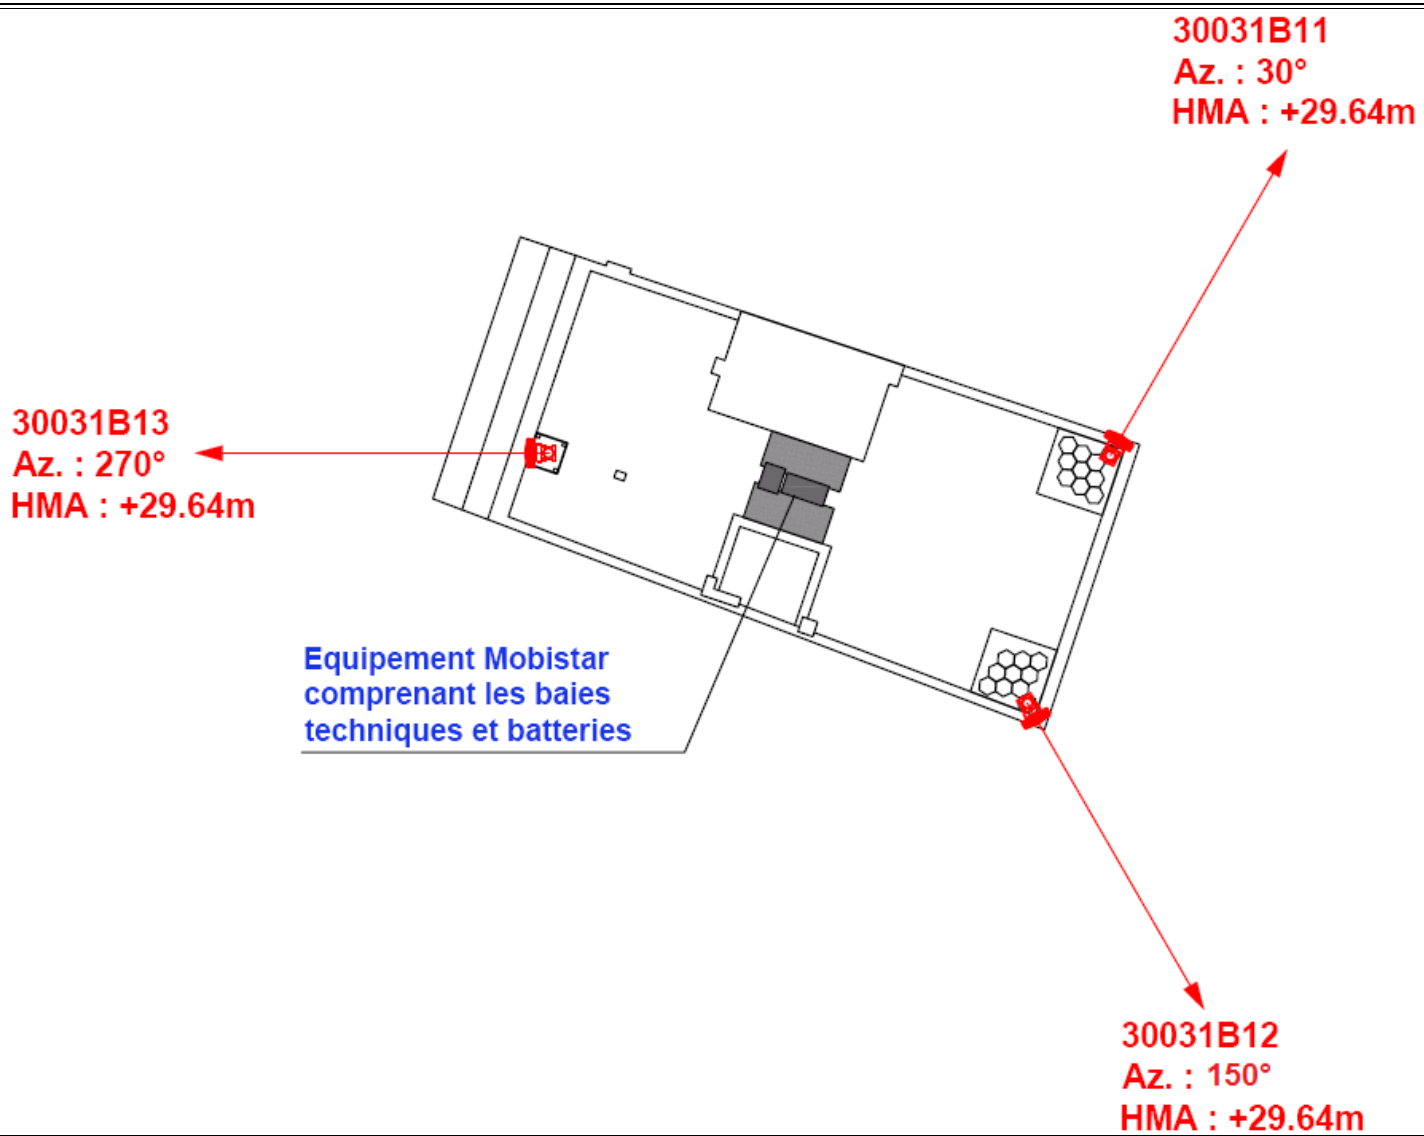 30031B11
Az. : 30°
HMA : +29.64m
30031B13
Az. : 270°
HMA : +29.64m
Equipement Mobistar
comprenant les baies
techniques et batteries
30031B12
Az. : 150°
HMA : +29.64m